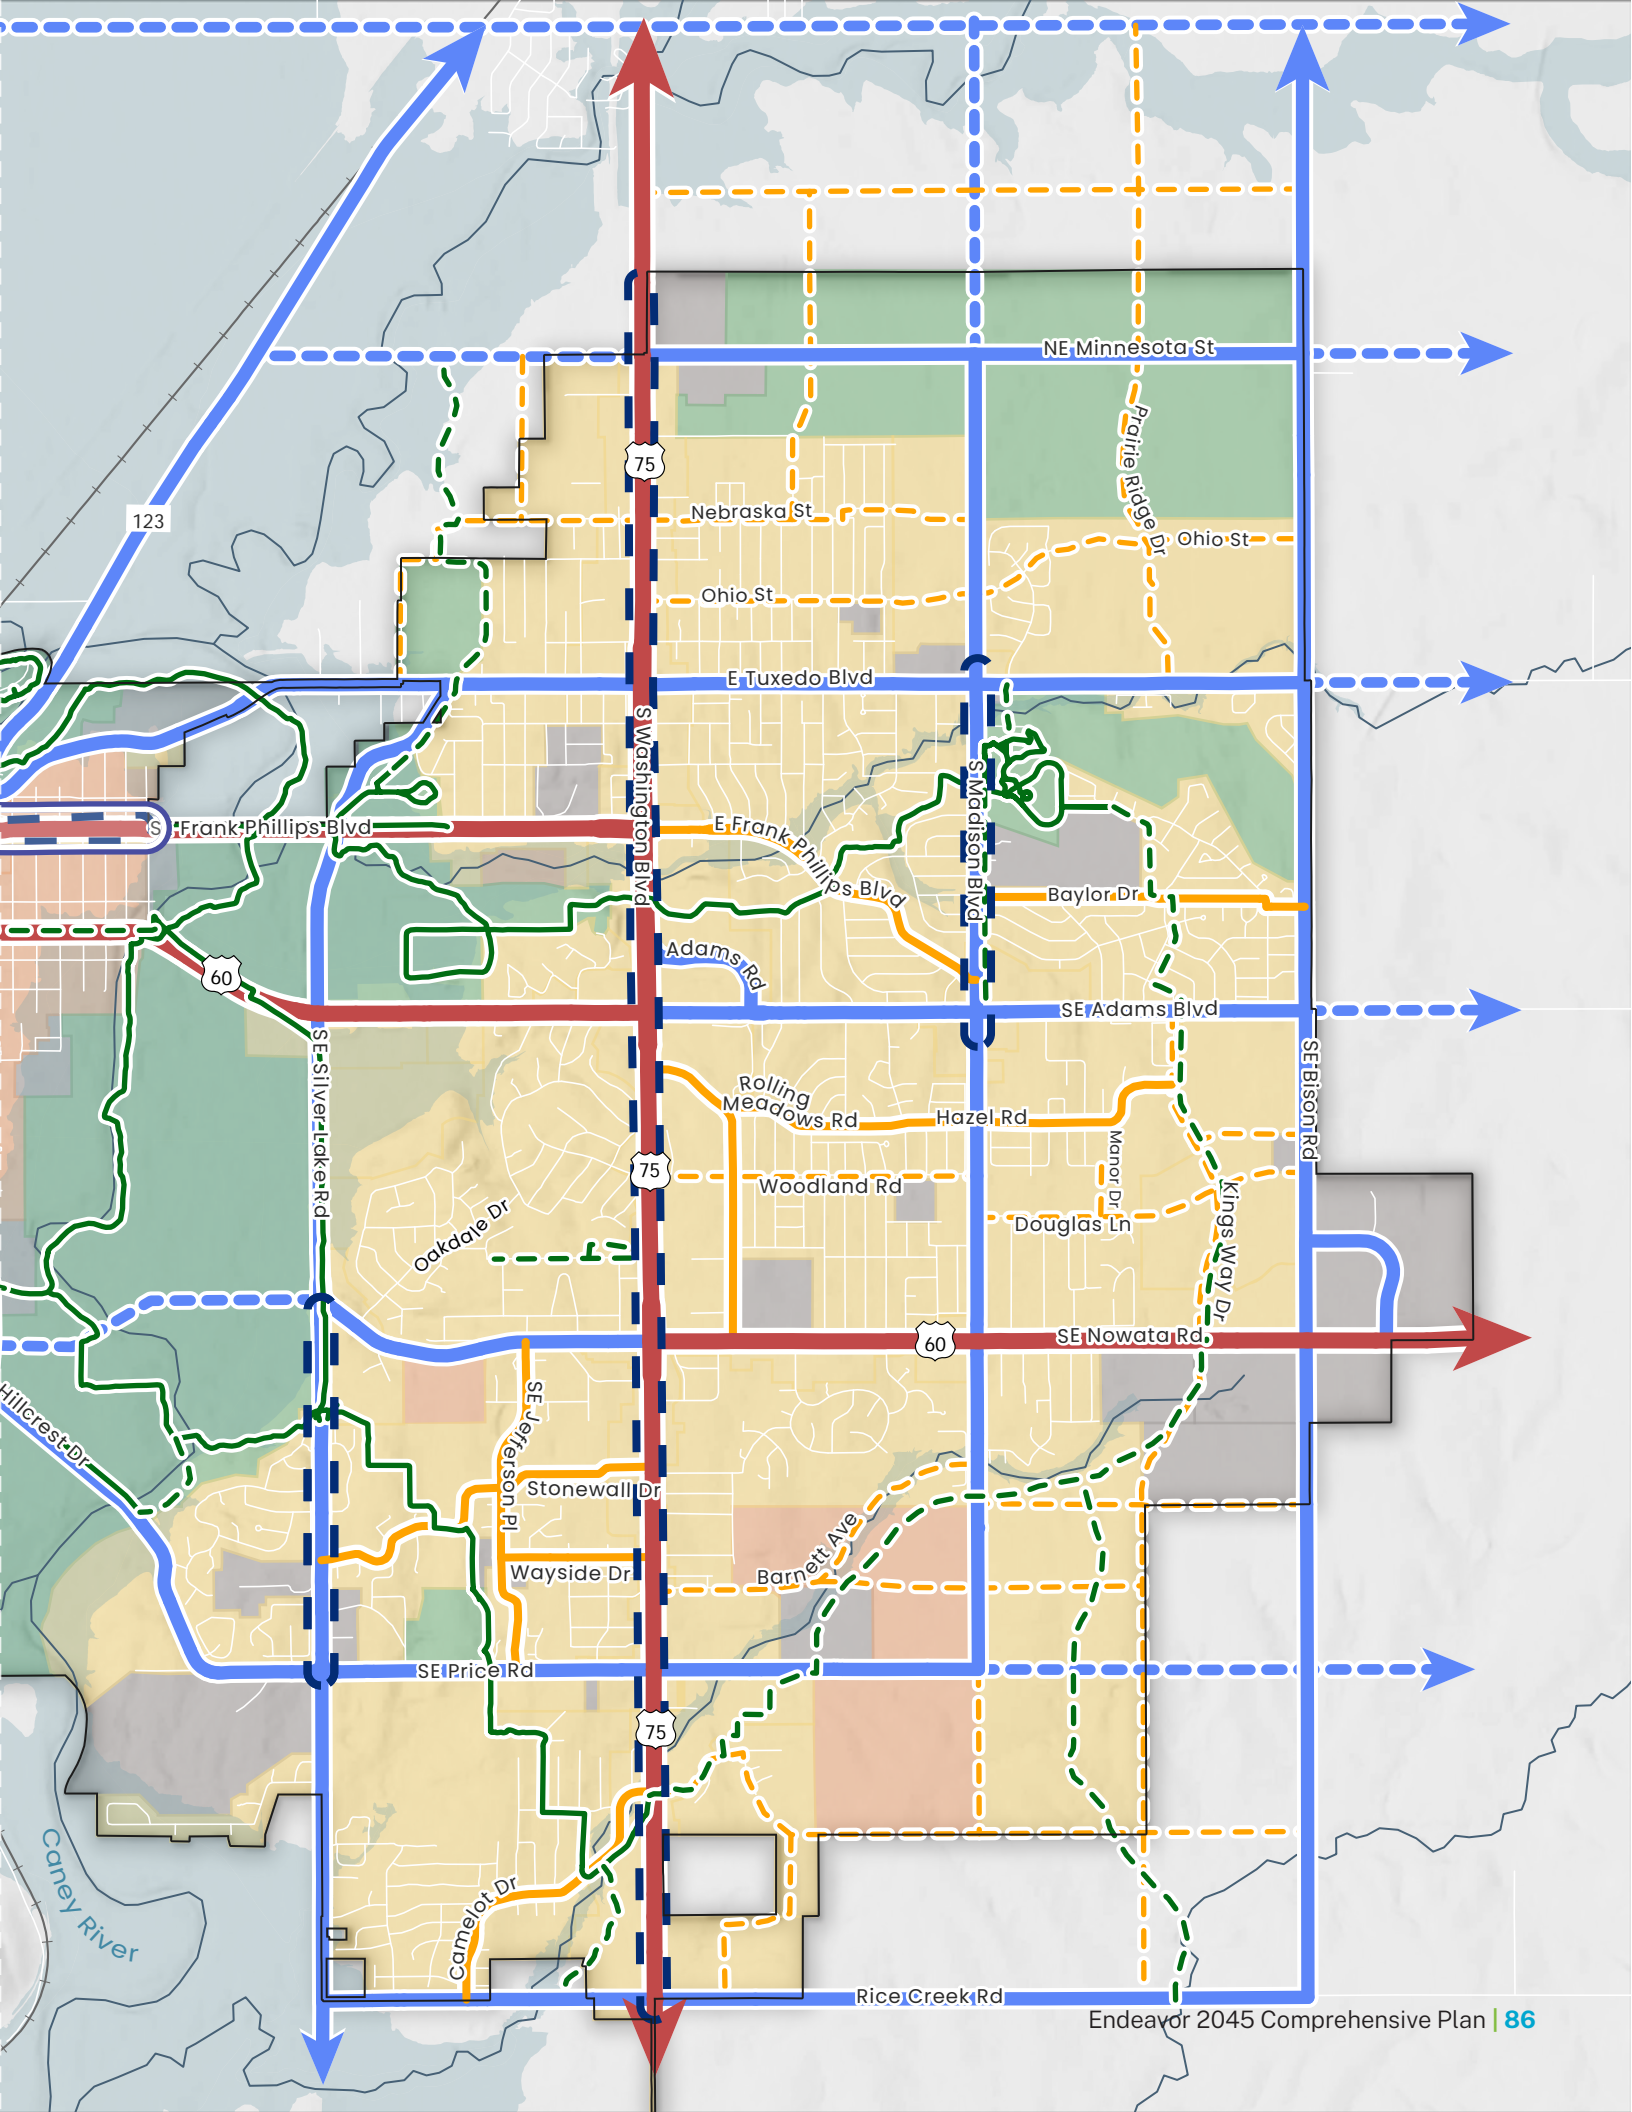 NE Minnesota St
Prairie Ridge Dr
75
Nebraska St
123
Ohio St
Ohio St
E Tuxedo Blvd
S Washington Blvd
S Madison Blvd
S
Frank Phillips Blvd
E Frank Phillips Blvd
Baylor Dr
Adams Rd
60
SE Adams Blvd
SE Silver Lake Rd
SE Bison Rd
Rolling
Meadows Rd
Hazel Rd
Manor Dr
75
Woodland Rd
Kings Way Dr
Oakdale Dr
Douglas Ln
60
SE Nowata Rd
Hillcrest Dr
SE Jefferson Pl
Stonewall Dr
Barnett Ave
Wayside Dr
SE Price Rd
75
Caney River
Camelot Dr
Rice Creek Rd
Endeavor 2045 Comprehensive Plan | 86